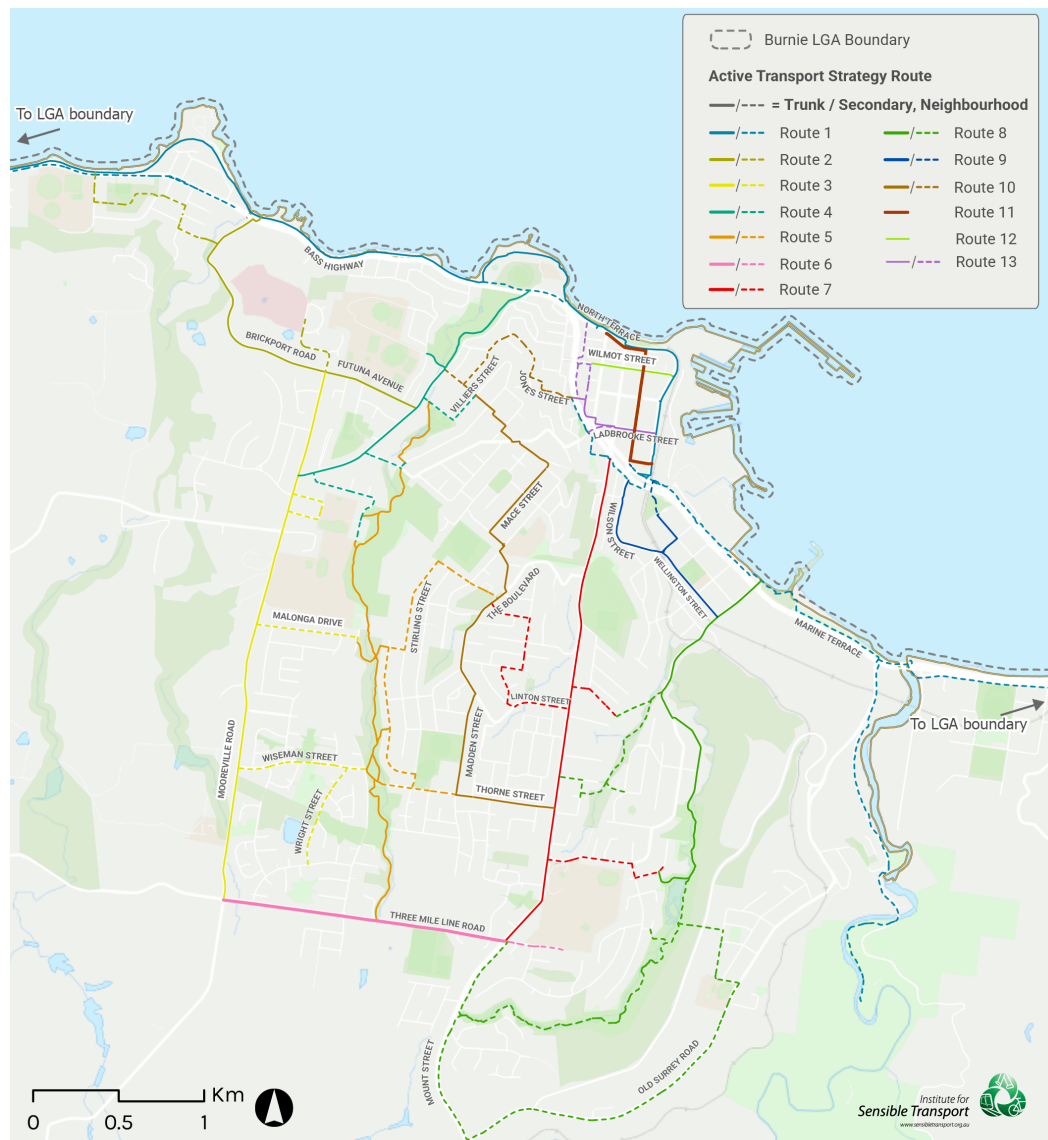 Burnie LGA Boundary
Active Transport Strategy Route
/ = Trunk / Secondary, Neighbourhood
/ Route 1
/ Route 2
/ Route 3
/ Route 4
/ Route 5
/ Route 6
/ Route 7
/ Route 8
/ Route 9
/ Route 10
Route 11
Route 12
/ Route 13
To LGA boundary
BASS HIGHWAY
NORTH TERRACE
BRICKPORT ROAD
FUTUNA AVENUE
VILLIERS STREET
JONES STREET
WILMOT STREET
LADBROOKE STREET
MACE STREET
WILSON STREET
WELLINGTON STREET
THE BOULEVARD
STIRLING STREET
MALONGA DRIVE
MARINE TERRACE
LINTON STREET
To LGA boundary
MADDEN STREET
MOOREVILLE ROAD
WISEMAN STREET
THORNE STREET
WRIGHT STREET
THREE MILE LINE ROAD
MOUNT STREET
OLD SURREY ROAD
Km
0 0.5 1
Institute for
Sensible Transport
www.sensibletransport.org.au